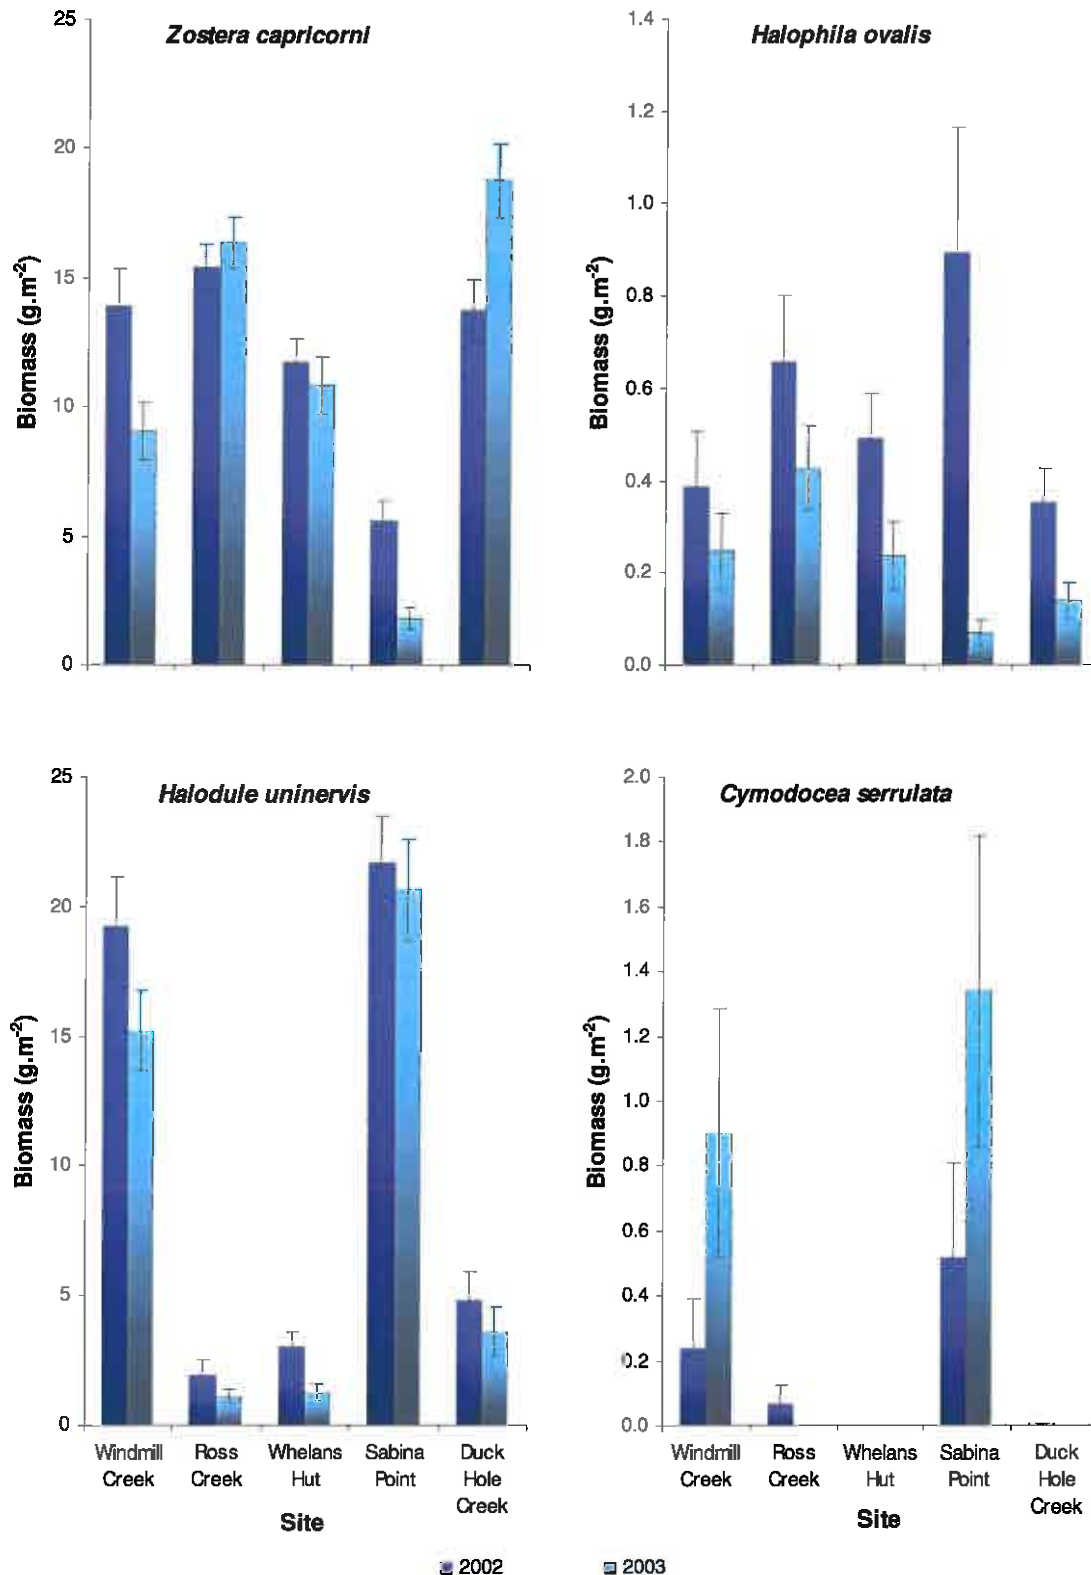 Zostera capricorni
25
20
15
10
5
0
Biomass (g.m-2)
Halophila ovalis
1.4
1.2
1.0
0.8
0.6
0.4
0.2
0.0
Biomass (g.m-2)
Halodule uninervis
25
20
15
10
5
0
Biomass (g.m-2)
Windmill Ross Whelans Sabina Duck
Creek Creek Hut Point Hole
Creek
Site
Cymodocea serrulata
2.0
1.8
1.6
1.4
1.2
1.0
0.8
0.6
0.4
0.2
0.0
Biomass (g.m-2)
Windmill Ross Whelans Sabina Duck
Creek Creek Hut Point Hole
Creek
Site
2002 2003